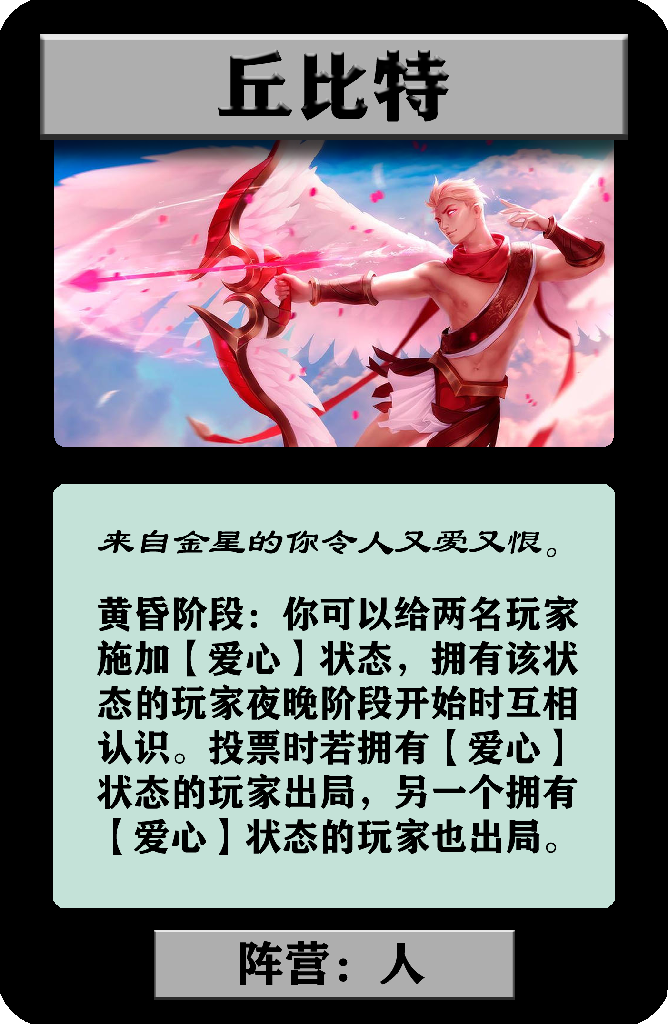 丘比特
来自金星的你令人又爱又恨。
黄昏阶段：你可以给两名玩家
施加【爱心】状态，拥有该状
态的玩家夜晚阶段开始时互相
认识。投票时若拥有【爱心】
状态的玩家出局，另一个拥有
【爱心】状态的玩家也出局。
阵营：人